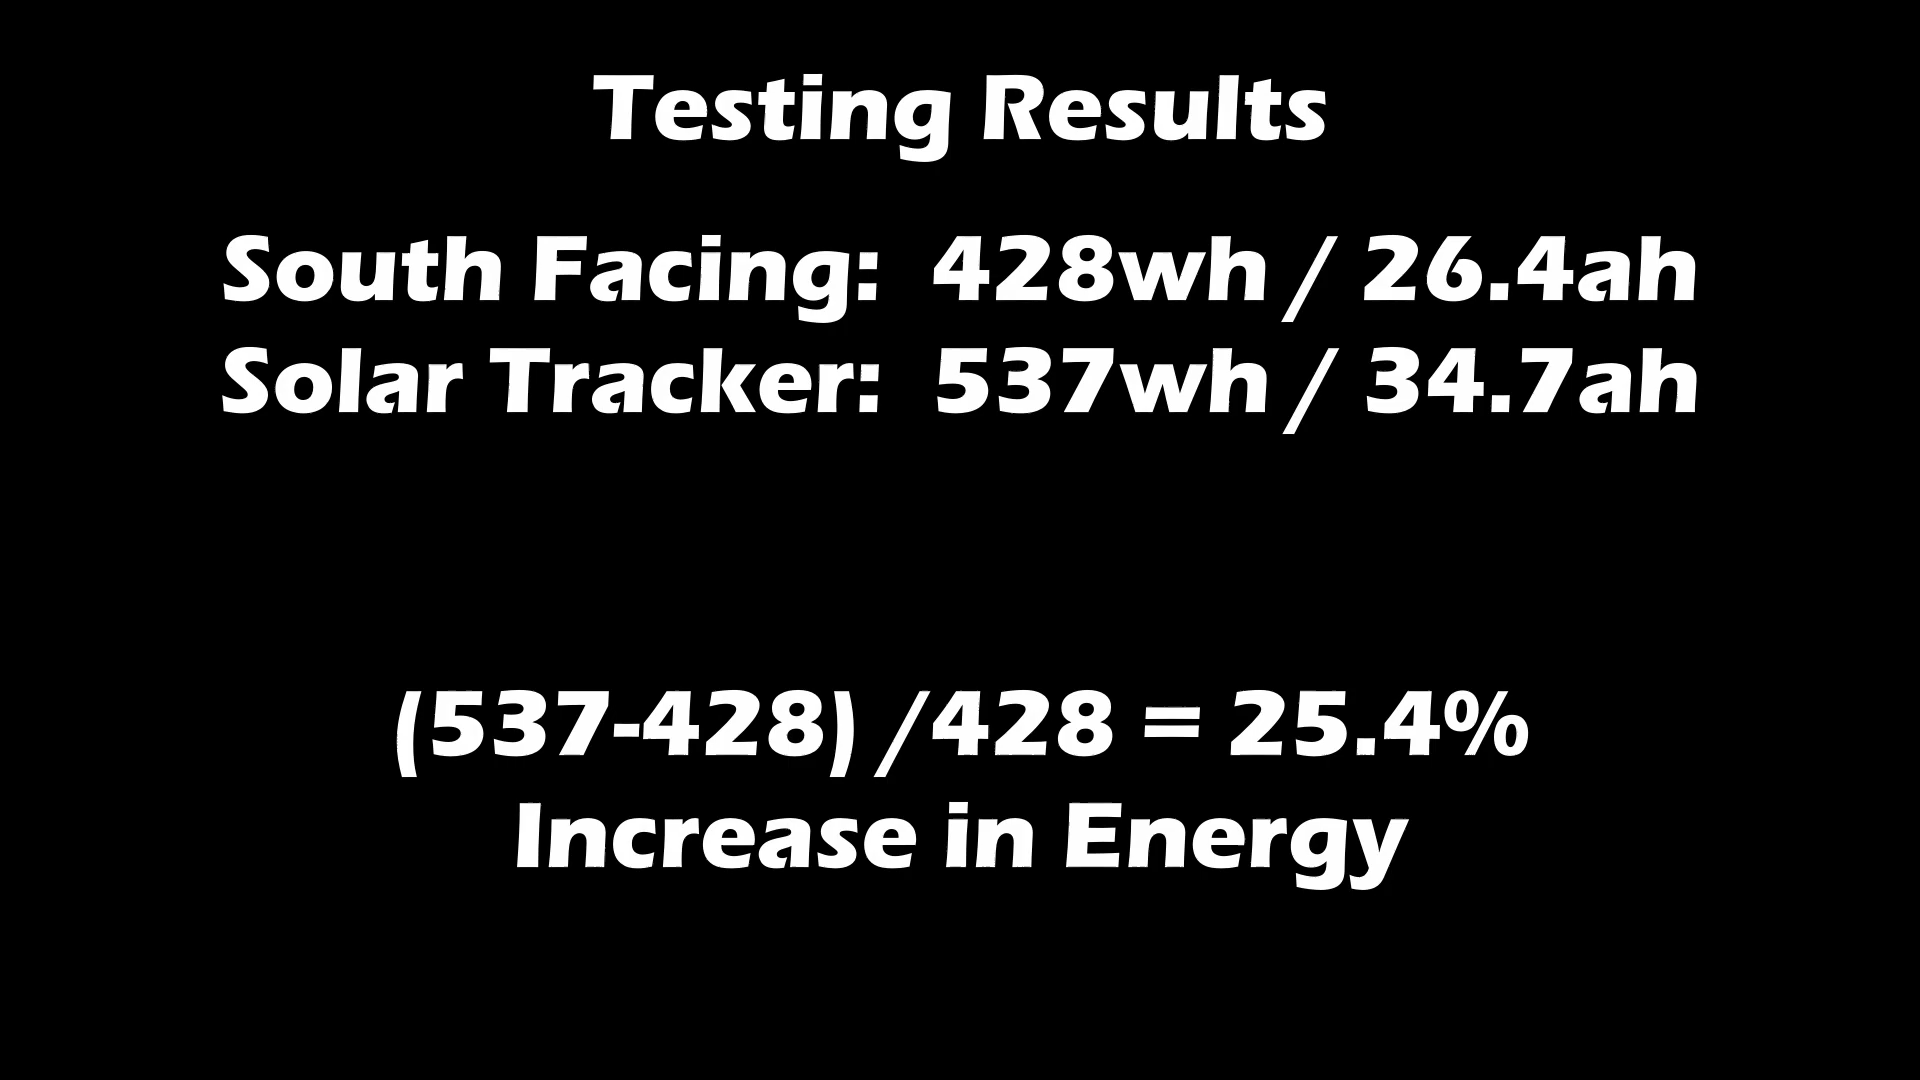 Testing Results
South Facing: 428wh / 26.4ah
Solar Tracker: 537wh / 34.7ah
(537-428) /428 = 25.4%
Increase in Energy